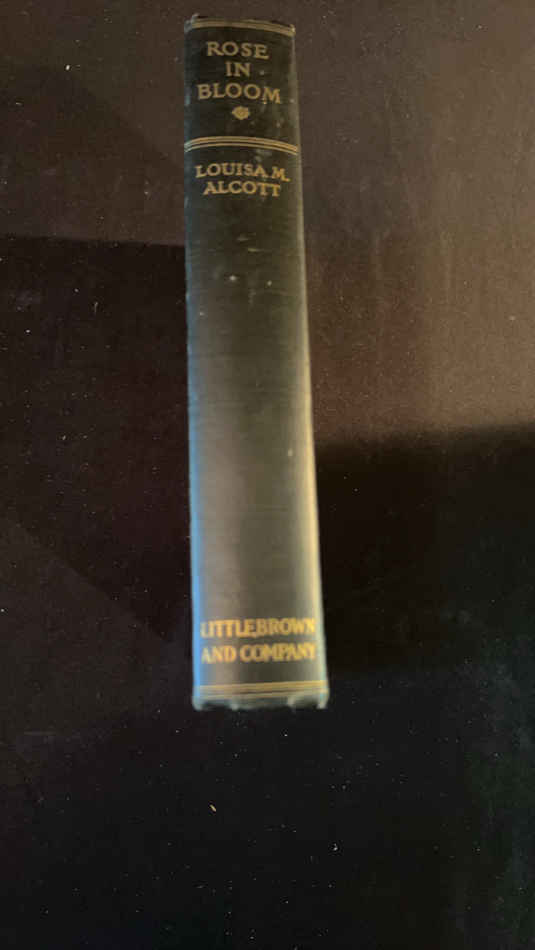 ROSE
IN
BLOOM
LOUISA M.
ALCOTT
LITTLE, BROWN
AND COMPANY